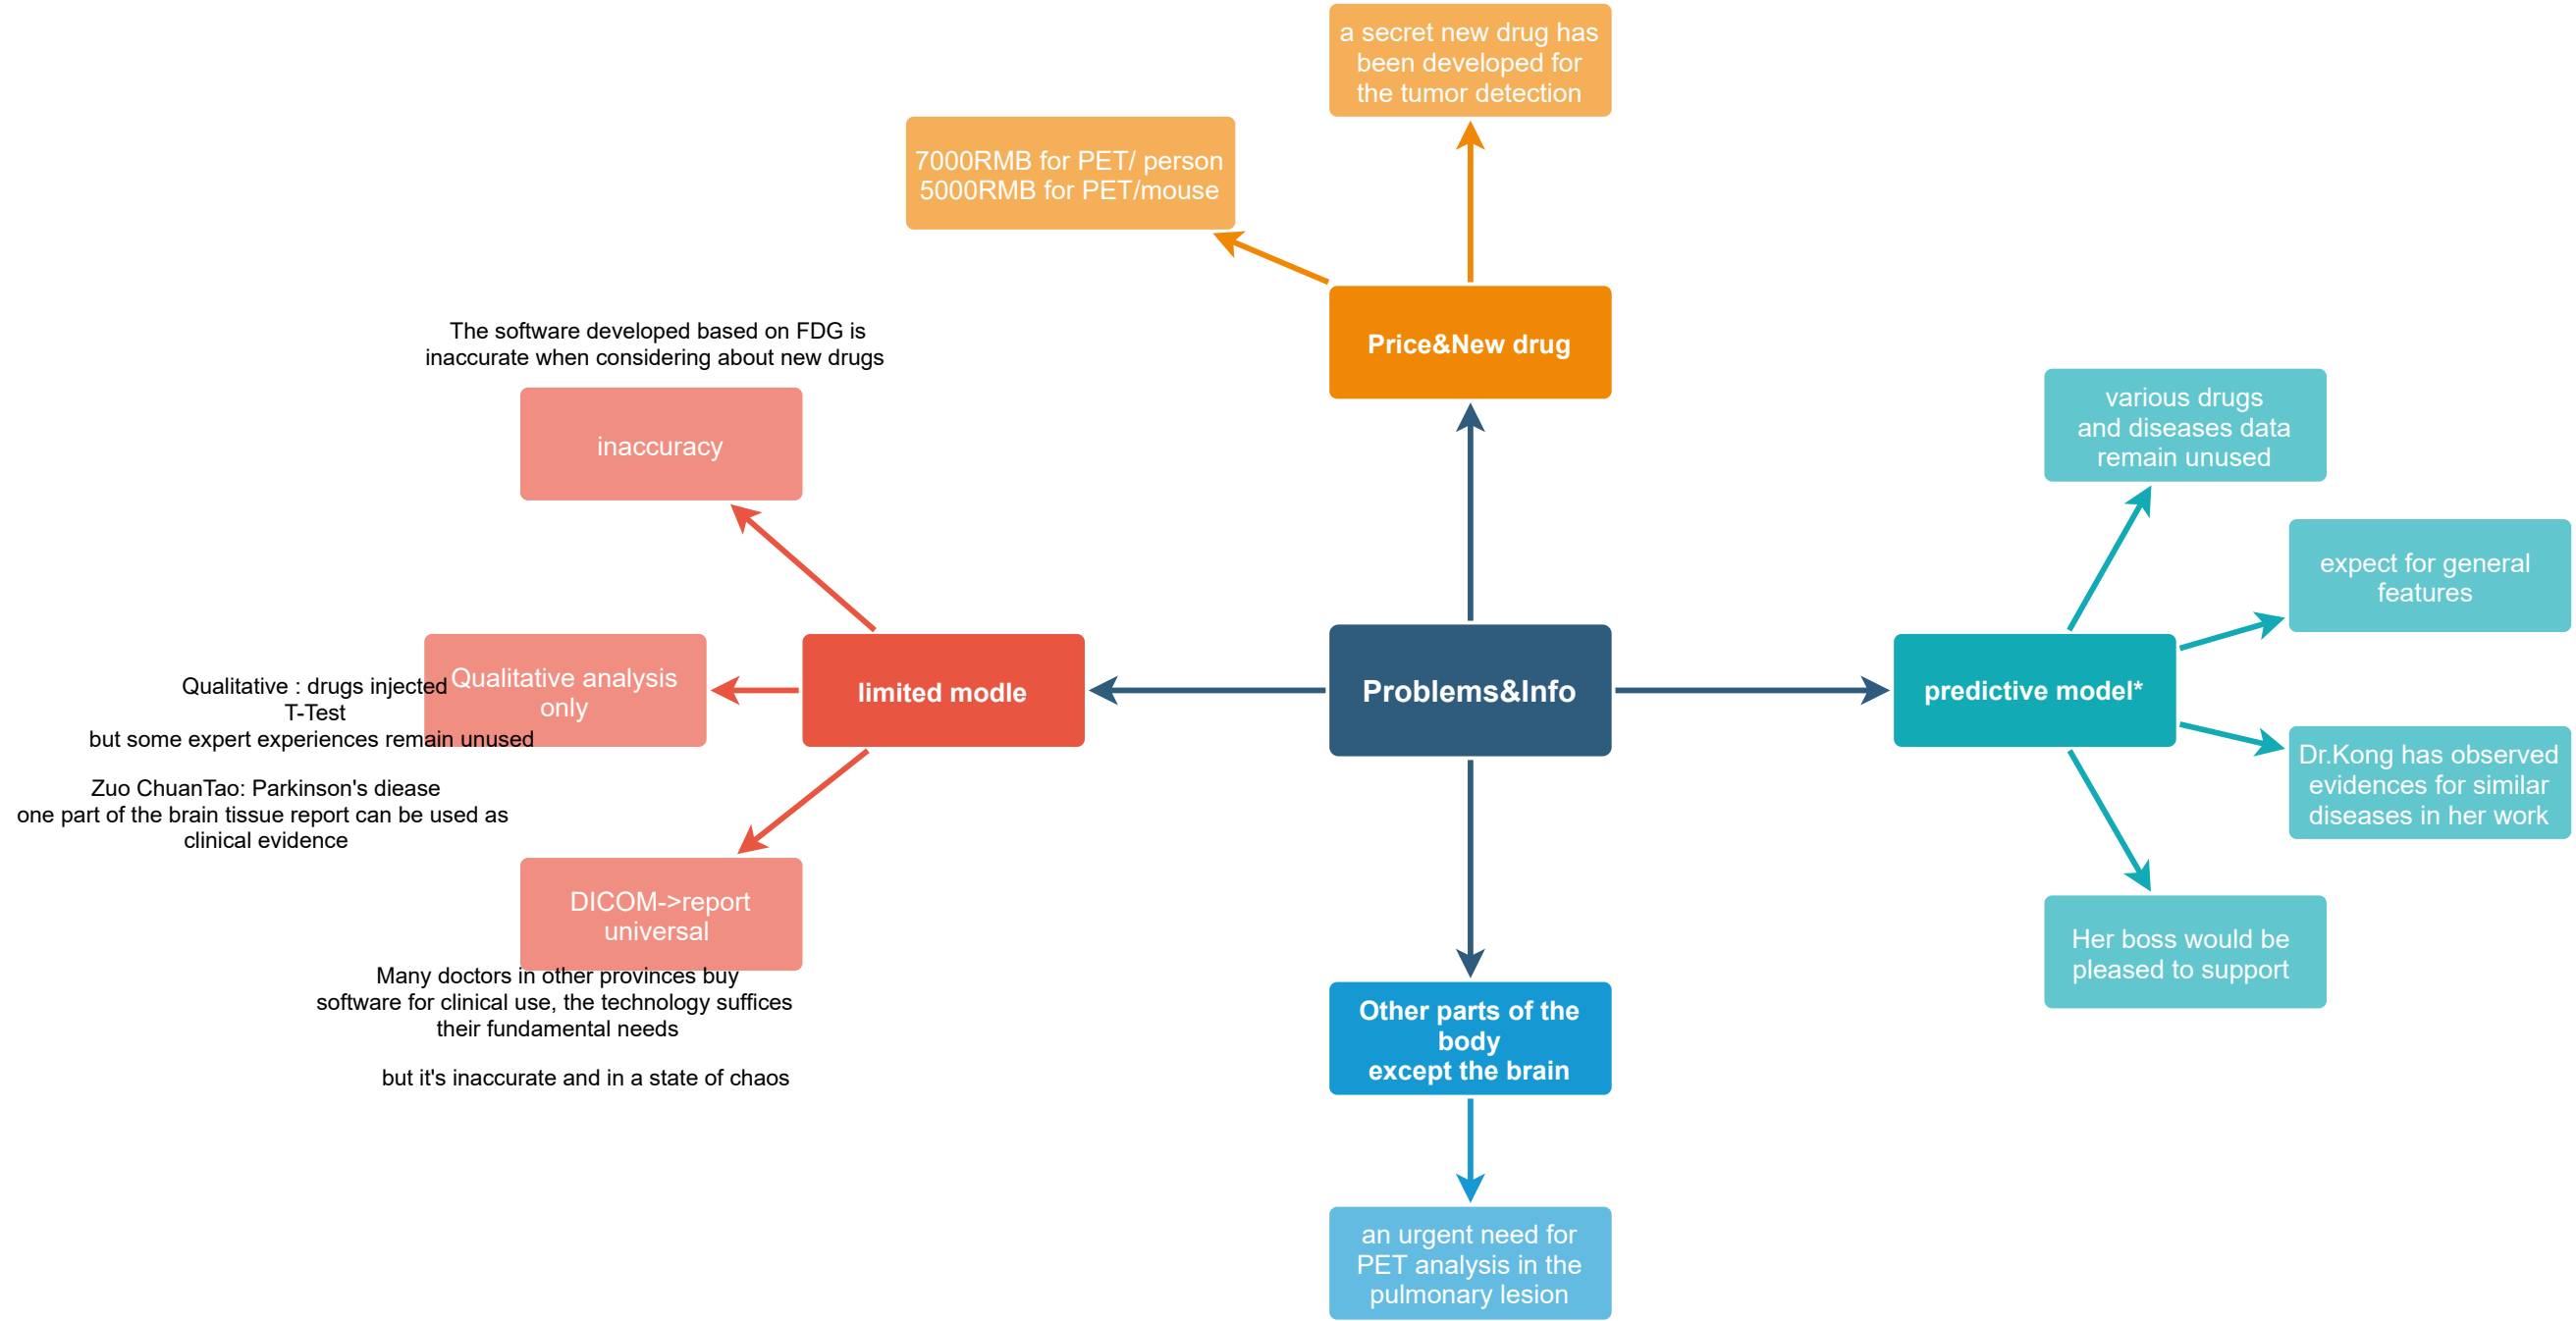 a secret new drug has
been developed for
the tumor detection
7000RMB for PET/ person
5000RMB for PET/mouse
Price&New drug
The software developed based on FDG is
inaccurate when considering about new drugs
inaccuracy
various drugs
and diseases data
remain unused
expect for general
features
Qualitative analysis
only
Qualitative : drugs injected
T-Test
but some expert experiences remain unused
limited modle
Problems&Info
predictive model*
Zuo ChuanTao: Parkinson's diease
one part of the brain tissue report can be used as
clinical evidence
Dr.Kong has observed
evidences for similar
diseases in her work
DICOM->report
universal
Many doctors in other provinces buy
software for clinical use, the technology suffices
their fundamental needs
but it's inaccurate and in a state of chaos
Her boss would be
pleased to support
Other parts of the
body
except the brain
an urgent need for
PET analysis in the
pulmonary lesion